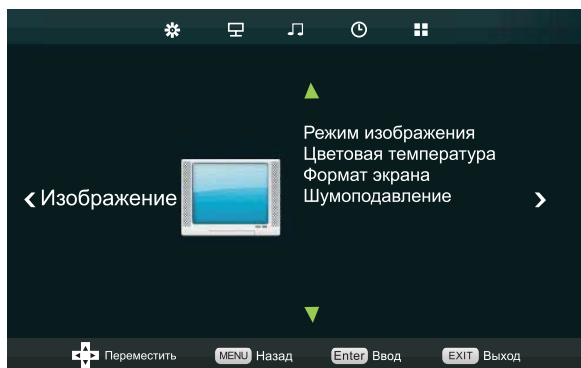 Режим изображения
Цветовая температура
Формат экрана
Шумоподавление
Изображение
Переместить MENU Назад Enter Ввод EXIT Выход